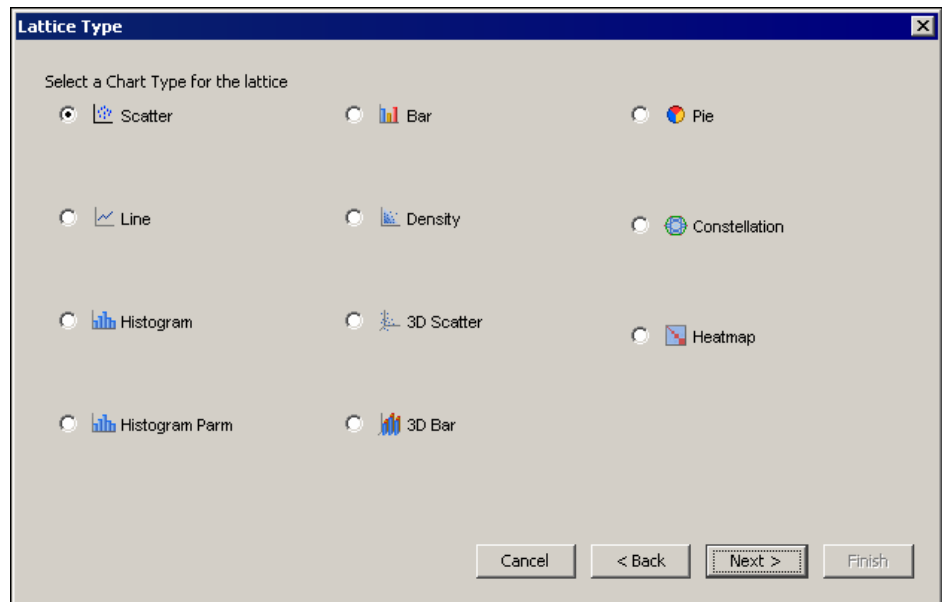 Lattice Type
Select a Chart Type for the lattice
Scatter
Bar
Pie
Line
Density
Constellation
Histogram
3D Scatter
Heatmap
Histogram Parm
3D Bar
Cancel
< Back
Next >
Finish